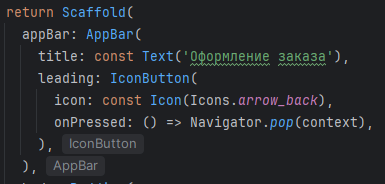 return Scaffold(
appBar: AppBar(
title: const Text('Оформление заказа'),
leading: IconButton(
icon: const Icon(Icons.arrow_back),
onPressed: () => Navigator.pop(context),
), IconButton
), AppBar